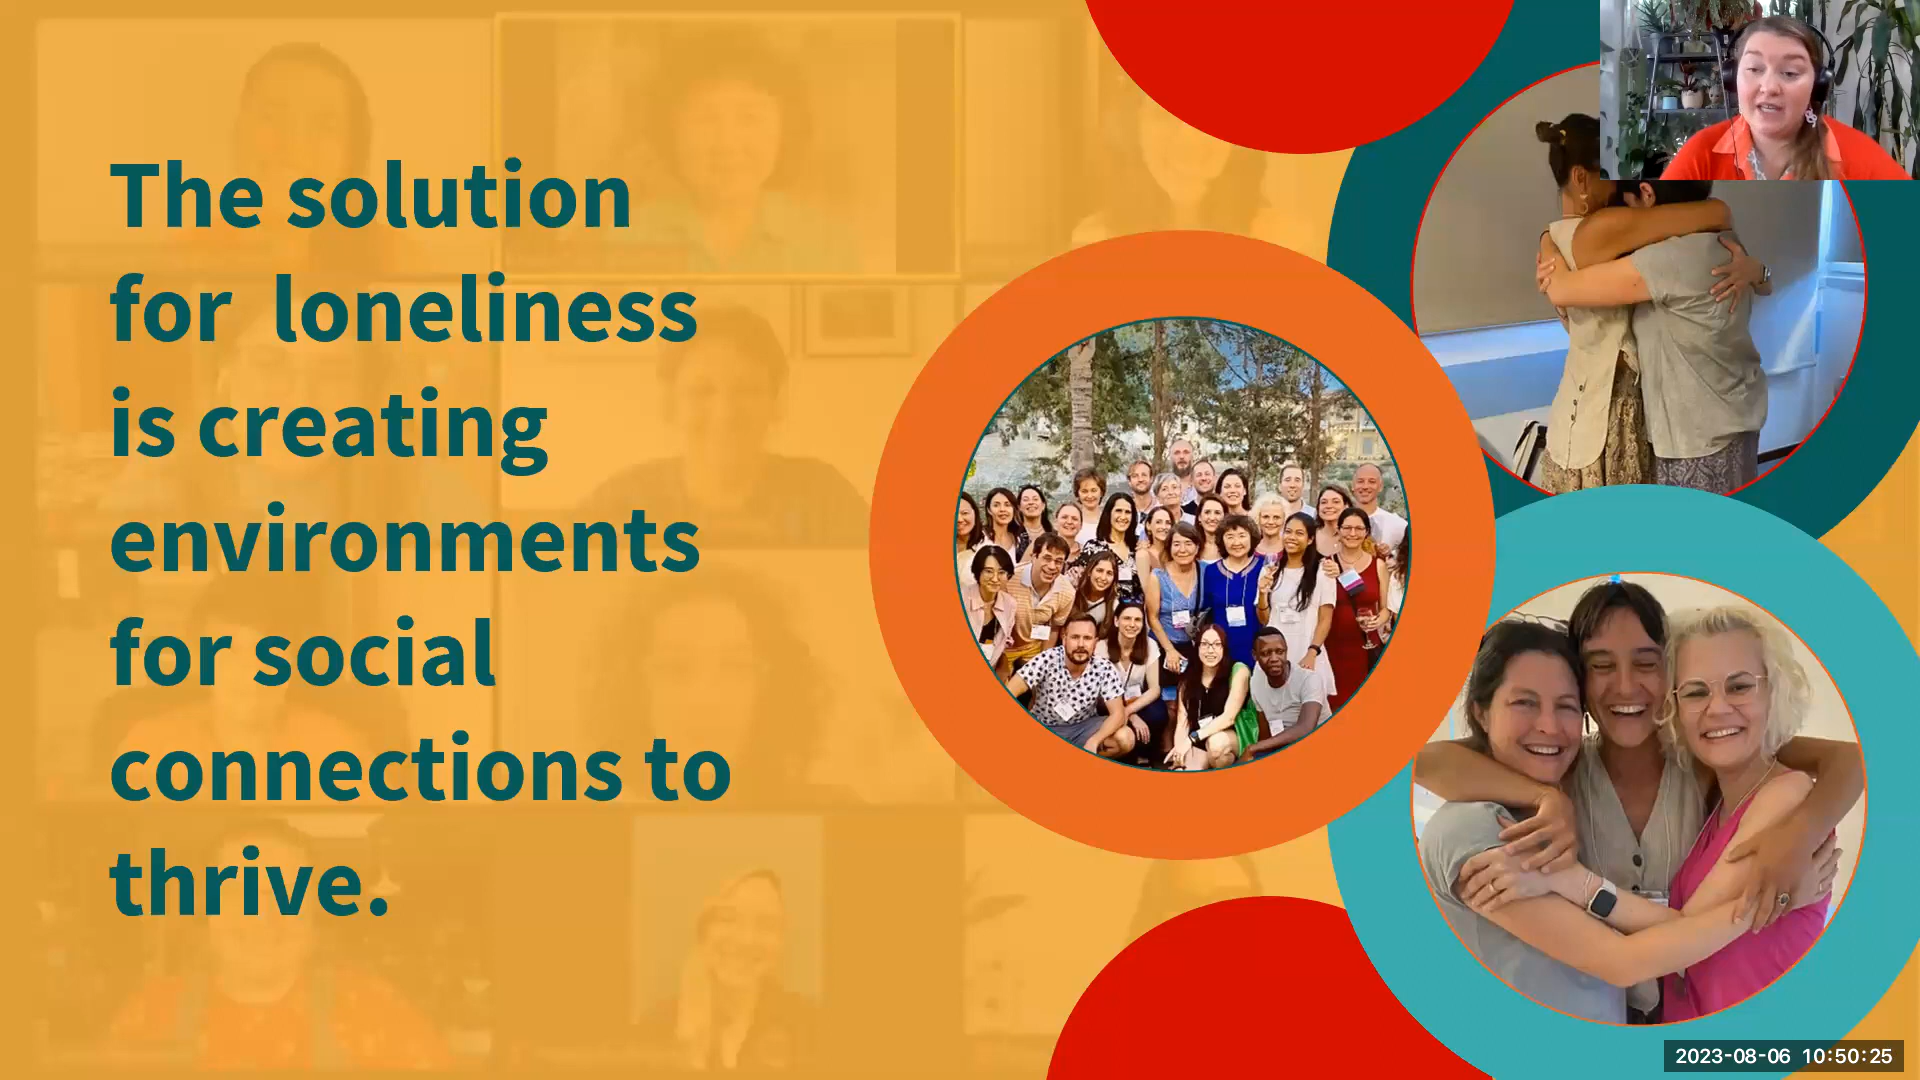 The solution
for  loneliness
is creating
environments
for social
connections to
thrive.
2023-08-06 10:50:25